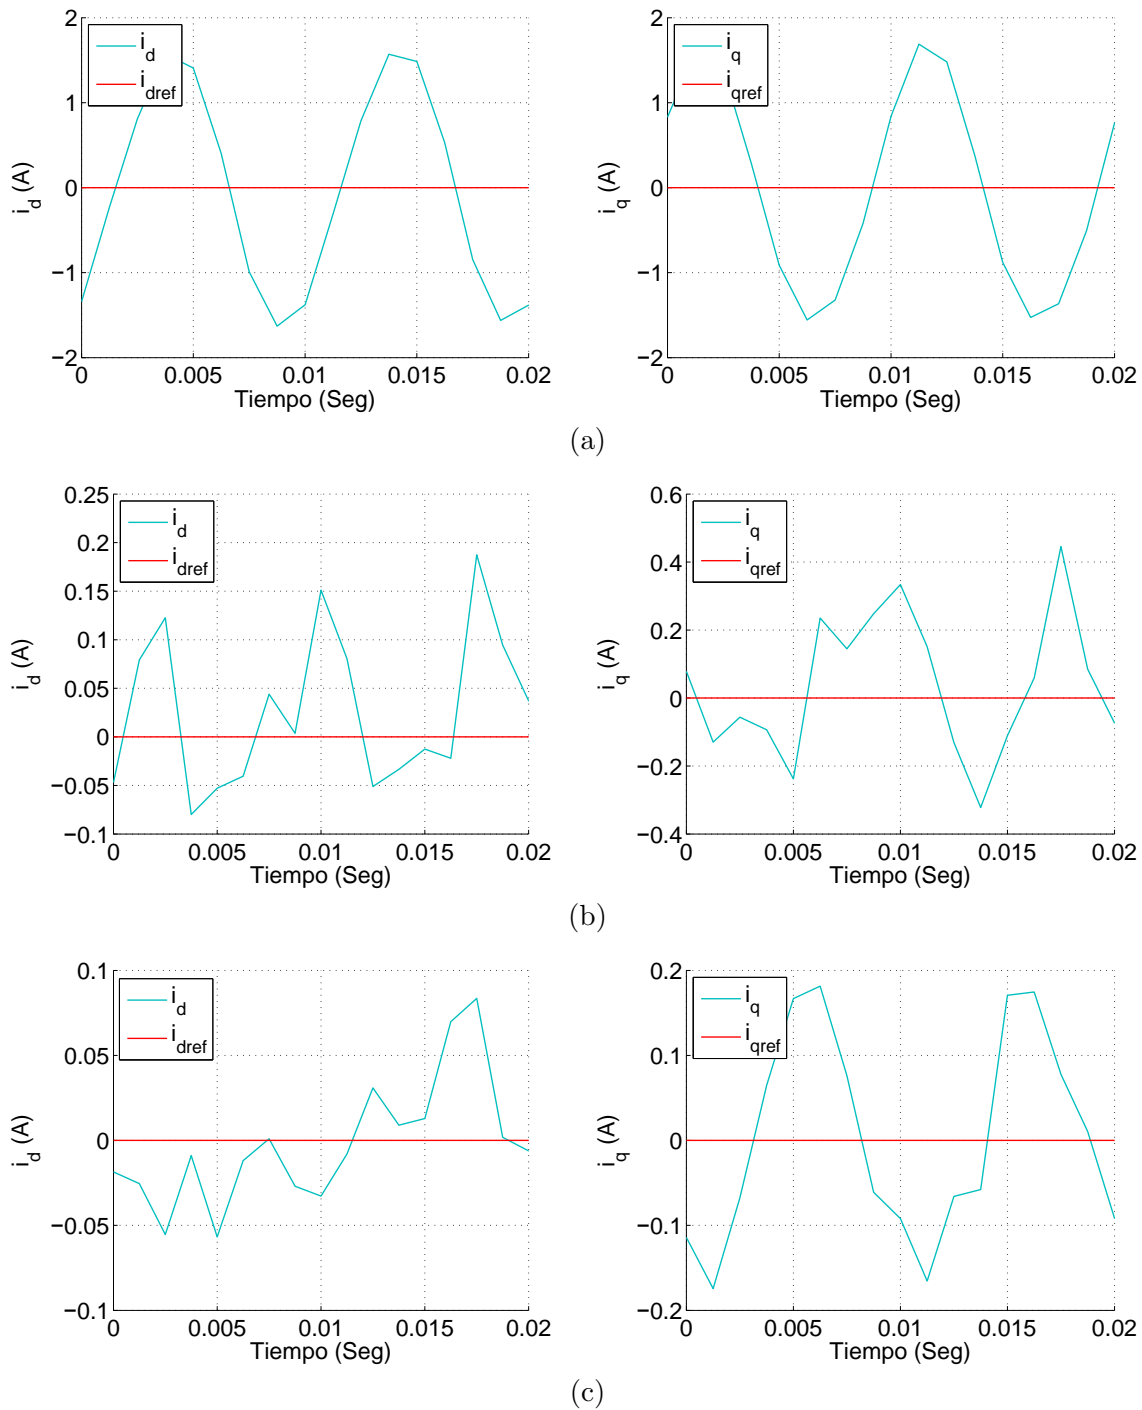 2
1
0
−1
−2
i_d (A)
i_d
i_dref
0 0.005 0.01 0.015 0.02
Tiempo (Seg)
2
1
0
−1
−2
i_q (A)
i_q
i_qref
0 0.005 0.01 0.015 0.02
Tiempo (Seg)
(a)
0.25
0.2
0.15
0.1
0.05
0
−0.05
−0.1
i_d (A)
i_d
i_dref
0 0.005 0.01 0.015 0.02
Tiempo (Seg)
0.6
0.4
0.2
0
−0.2
−0.4
i_q (A)
i_q
i_qref
0 0.005 0.01 0.015 0.02
Tiempo (Seg)
(b)
0.1
0.05
0
−0.05
−0.1
i_d (A)
i_d
i_dref
0 0.005 0.01 0.015 0.02
Tiempo (Seg)
0.2
0.1
0
−0.1
−0.2
i_q (A)
i_q
i_qref
0 0.005 0.01 0.015 0.02
Tiempo (Seg)
(c)